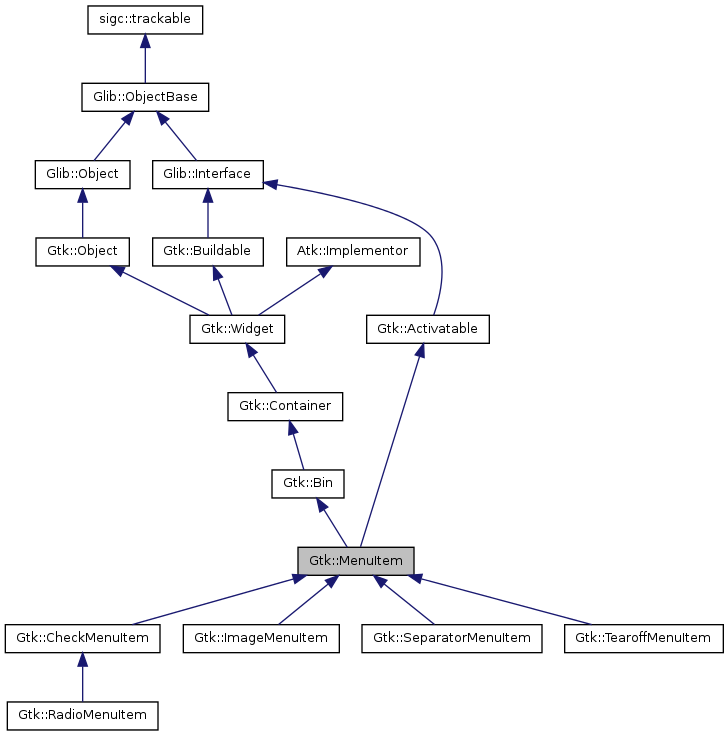 sigc::trackable
Glib::ObjectBase
Glib::Object
Glib::Interface
Gtk::Object
Gtk::Buildable
Atk::Implementor
Gtk::Widget
Gtk::Activatable
Gtk::Container
Gtk::Bin
Gtk::MenuItem
Gtk::CheckMenuItem
Gtk::ImageMenuItem
Gtk::SeparatorMenuItem
Gtk::TearoffMenuItem
Gtk::RadioMenuItem